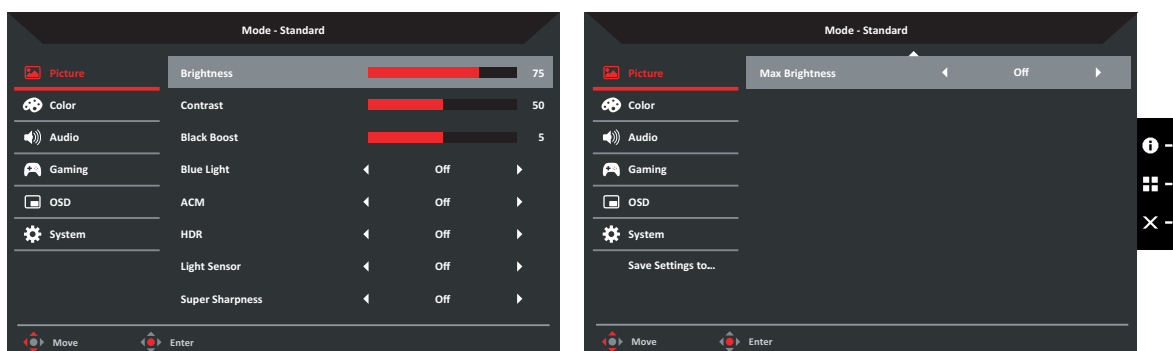 Mode - Standard
Picture
Brightness 75
Color
Contrast 50
Audio
Black Boost 5
Gaming
Blue Light Off
OSD
ACM Off
System
HDR Off
Light Sensor Off
Super Sharpness Off
Move Enter
Mode - Standard
Picture
Max Brightness Off
Color
Audio
Gaming
OSD
System
Save Settings to...
Move Enter